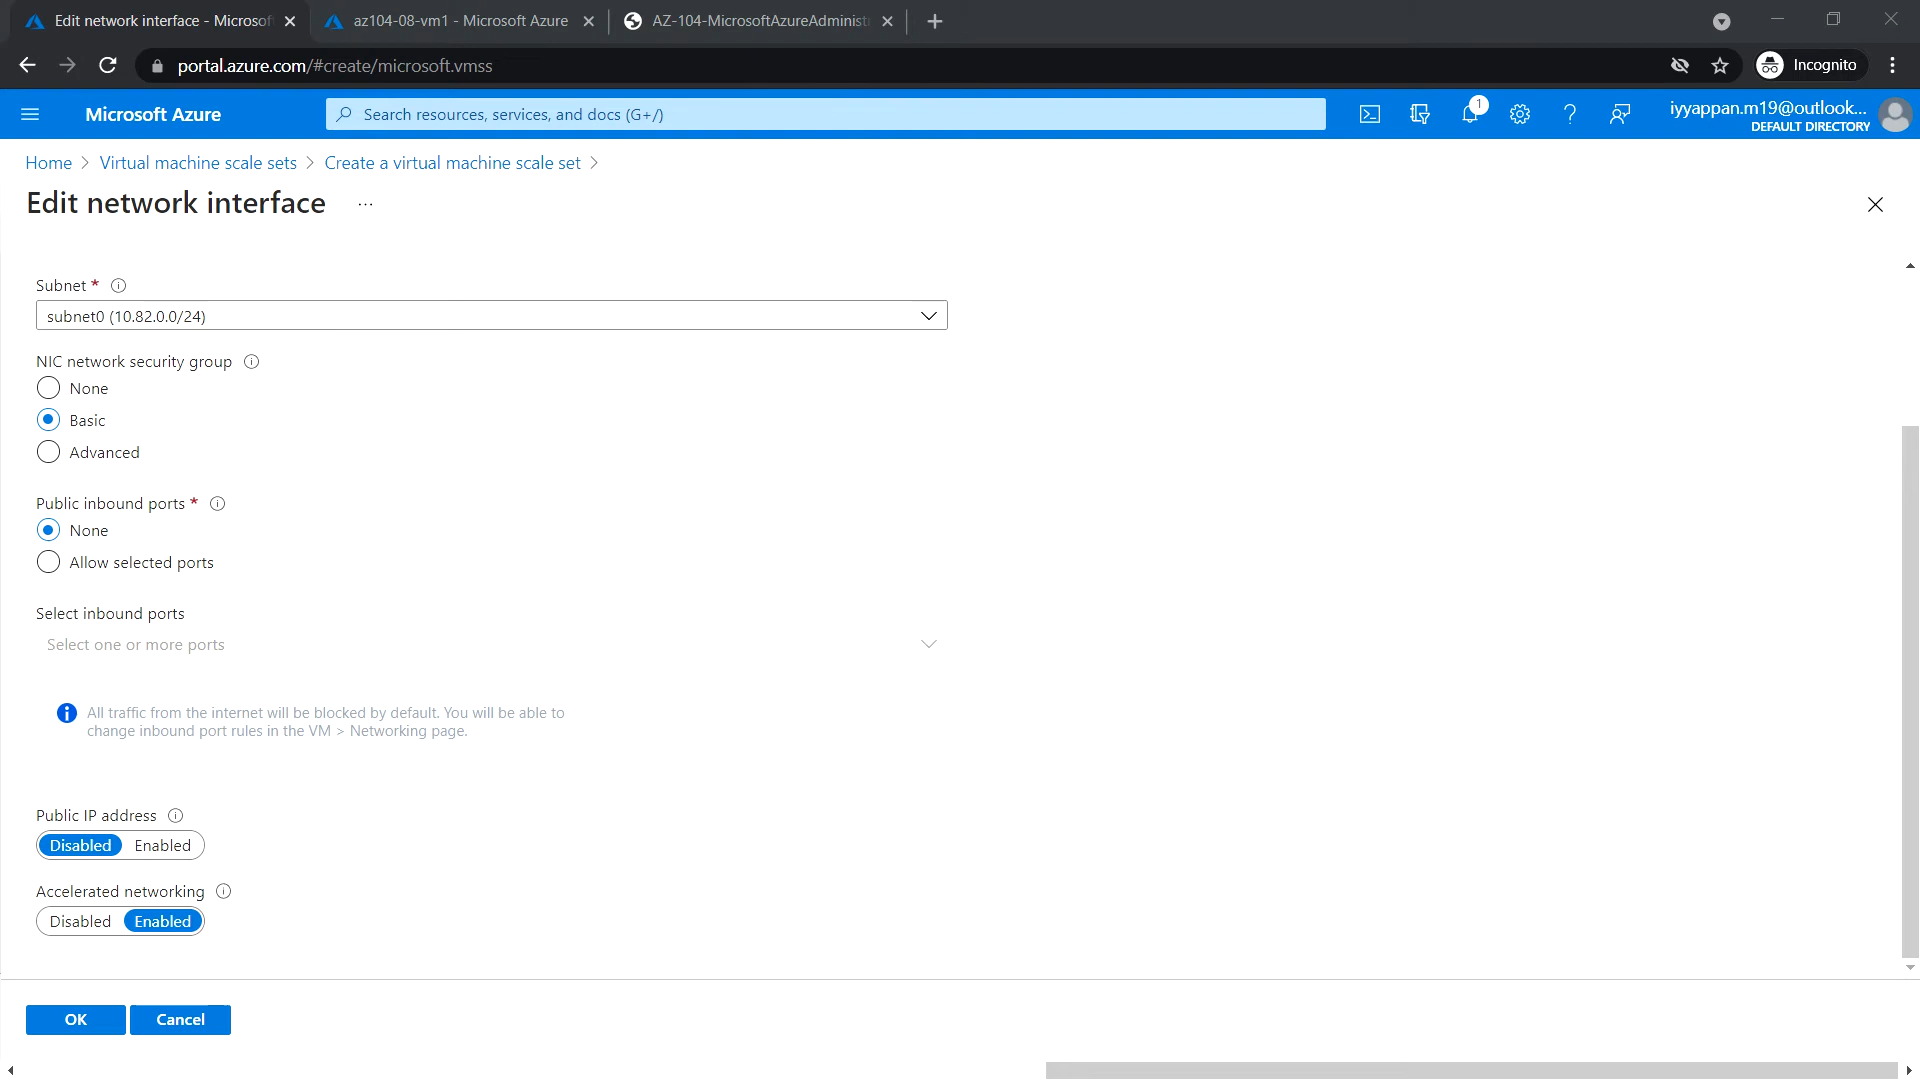 Edit network interface - Microsof
az104-08-vm1 - Microsoft Azure
AZ-104-MicrosoftAzureAdminist
portal.azure.com/#create/microsoft.vmss
Incognito
Microsoft Azure
Search resources, services, and docs (G+/)
1
iyyappan.m19@outlook...
DEFAULT DIRECTORY
Home > Virtual machine scale sets > Create a virtual machine scale set >
Edit network interface ...
Subnet *
subnet0 (10.82.0.0/24)
NIC network security group
None
Basic
Advanced
Public inbound ports *
None
Allow selected ports
Select inbound ports
Select one or more ports
All traffic from the internet will be blocked by default. You will be able to
change inbound port rules in the VM > Networking page.
Public IP address
Disabled Enabled
Accelerated networking
Disabled Enabled
OK Cancel